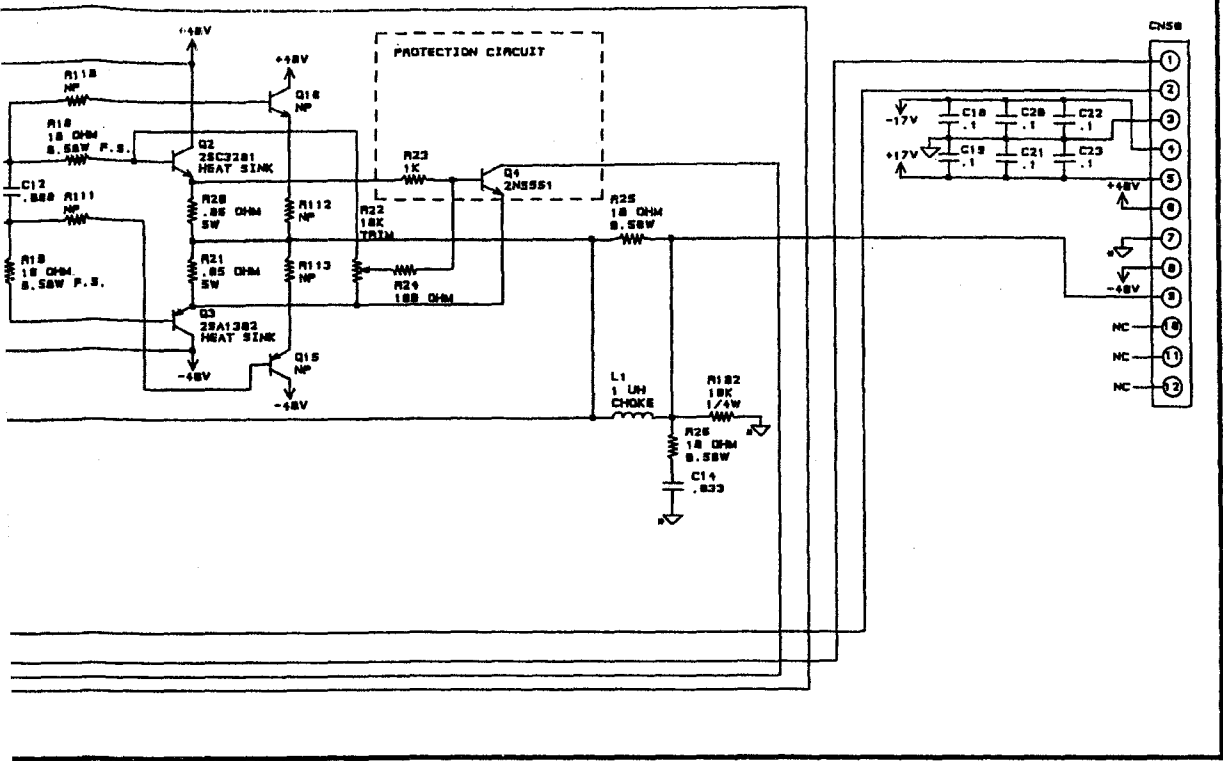 +48V
R110
NP
+48V
Q16
NP
R18
10 OHM
0.50W P.S.
Q2
2SC3281
HEAT SINK
C12
R111
NP
R20
.05 OHM
5W
R112
NP
R22
10K
TRIM
R19
10 OHM
0.50W P.S.
R21
.05 OHM
5W
R113
NP
R24
100 OHM
Q3
2SA1302
HEAT SINK
-48V
Q15
NP
-48V
PROTECTION CIRCUIT
R23
1K
Q4
2N5551
R25
10 OHM
0.50W
L1
1 UH
CHOKE
R102
10K
1/4W
*
R26
10 OHM
0.50W
C14
.033
*
CN50
1
2
3
4
5
6
7
8
9
10
11
12
-17V
C18
.1
C20
.1
C22
.1
+17V
C19
.1
C21
.1
C23
.1
+48V
*
-48V
NC
NC
NC